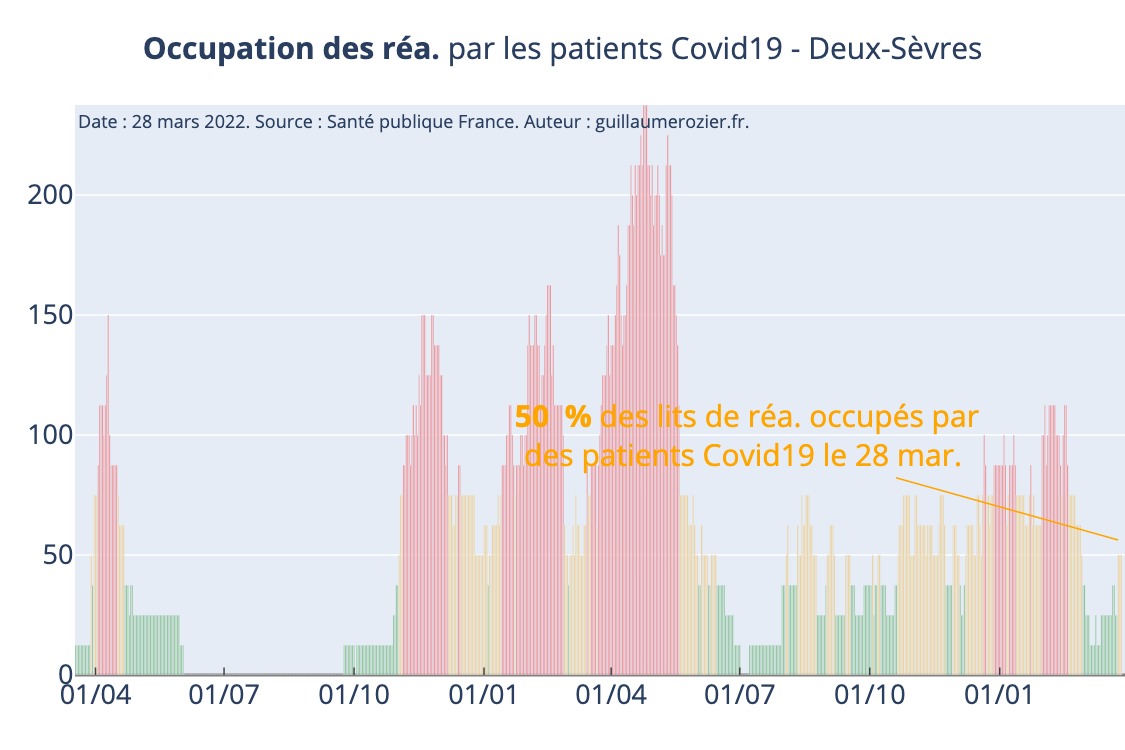 Occupation des réa. par les patients Covid19 - Deux-Sèvres
Date : 28 mars 2022. Source : Santé publique France. Auteur : guillaumerozier.fr.
200
150
100
50
0
50 % des lits de réa. occupés par
des patients Covid19 le 28 mar.
01/04 01/07 01/10 01/01 01/04 01/07 01/10 01/01